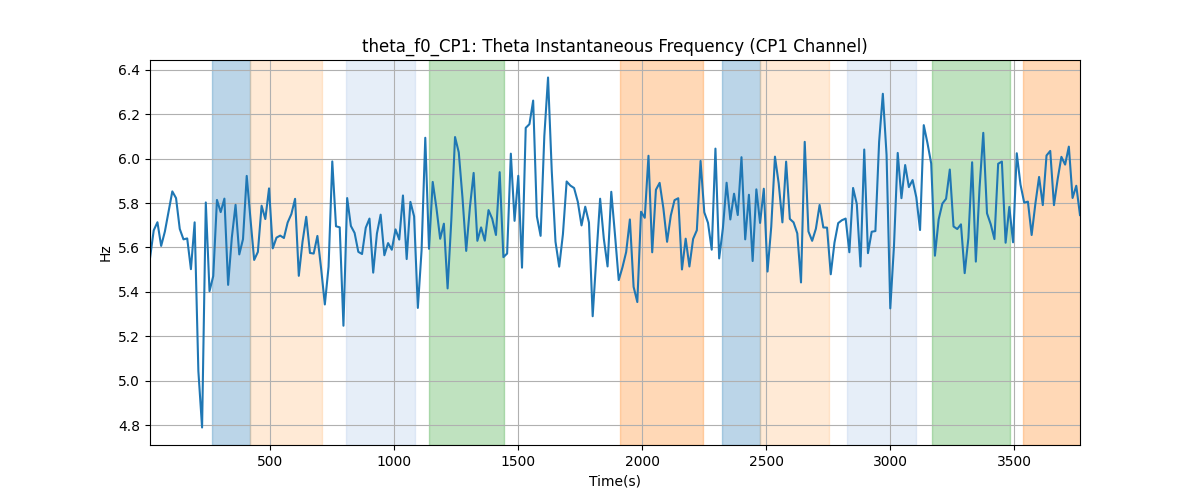 theta_f0_CP1: Theta Instantaneous Frequency (CP1 Channel)
Hz
6.4
6.2
6.0
5.8
5.6
5.4
5.2
5.0
4.8
500 1000 1500 2000 2500 3000 3500
Time(s)